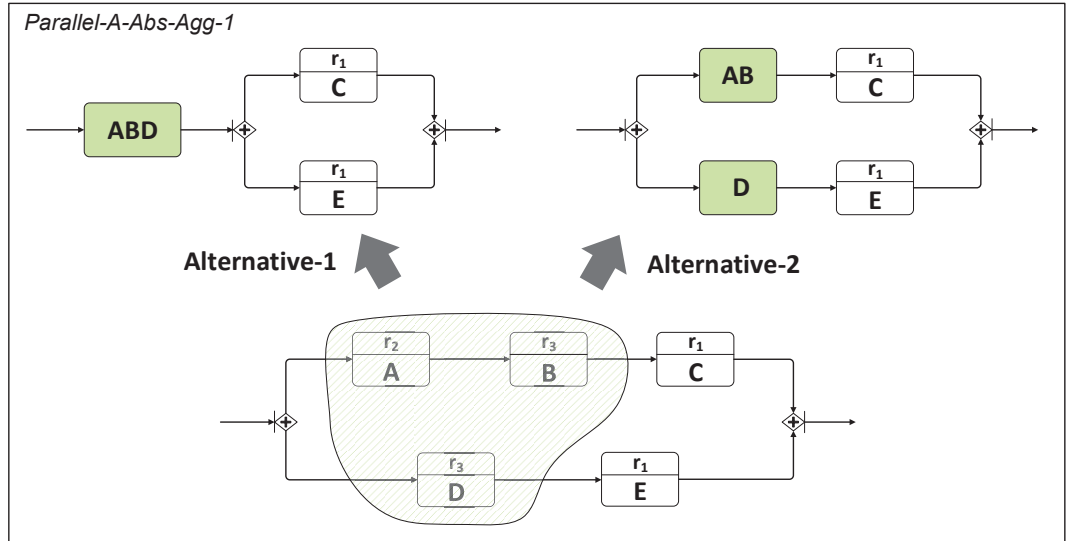 Parallel-A-Abs-Agg-1
r1
C
ABD
r1
E
r1
AB
C
r1
D
E
Alternative-1
Alternative-2
r2
A
r3
B
r1
C
r3
D
r1
E